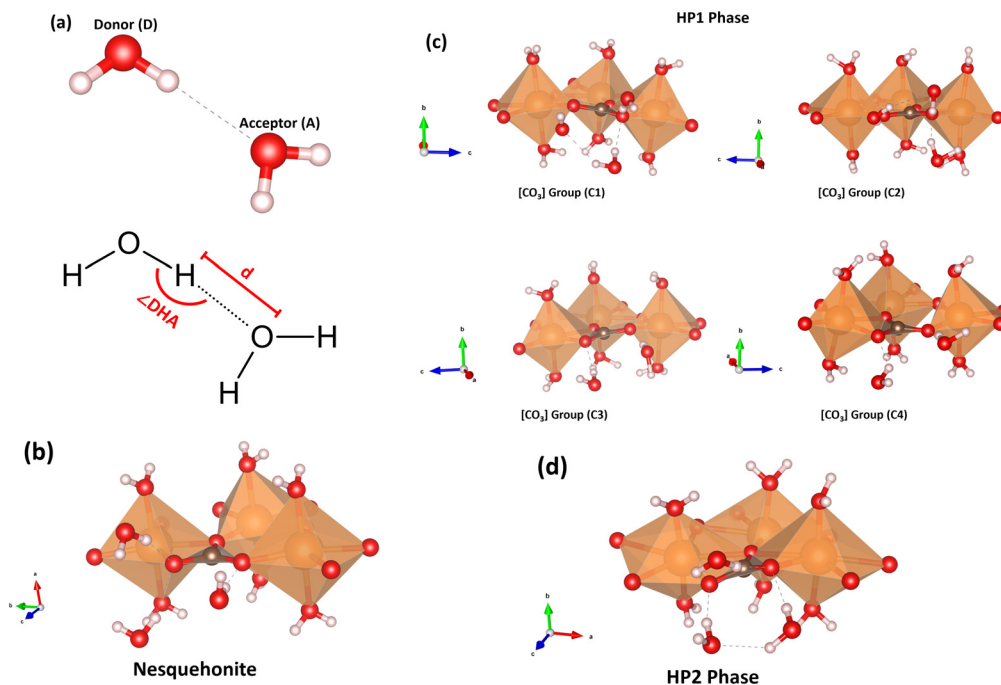 (a)
Donor (D)
Acceptor (A)
O
H
H
d
∠DHA
O
H
H
(c)
HP1 Phase
b
c
[CO₃] Group (C1)
b
c
a
[CO₃] Group (C2)
b
c
a
[CO₃] Group (C3)
b
a
c
[CO₃] Group (C4)
(b)
a
b
c
Nesquehonite
(d)
b
a
c
HP2 Phase